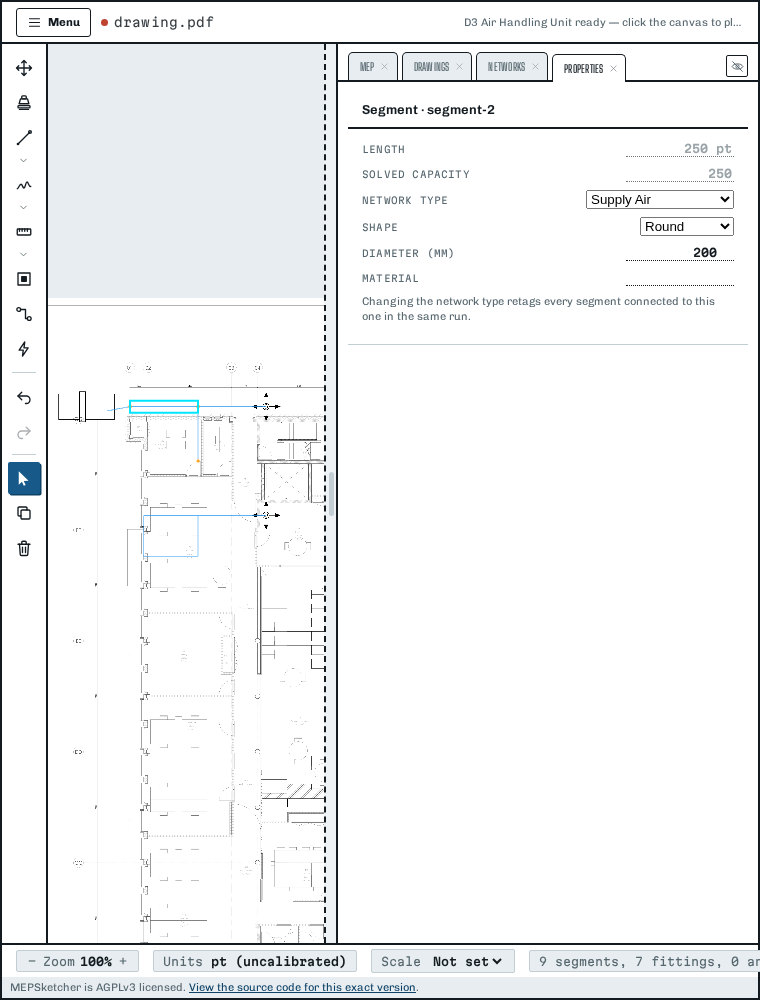 Menu
drawing.pdf
D3 Air Handling Unit ready — click the canvas to pl…
MEP
DRAWINGS
NETWORKS
PROPERTIES
Segment · segment-2
LENGTH 250 pt
SOLVED CAPACITY 250
NETWORK TYPE Supply Air
SHAPE Round
DIAMETER (MM) 200
MATERIAL
Changing the network type retags every segment connected to this
one in the same run.
− Zoom 100% +
Units pt (uncalibrated)
Scale Not set
9 segments, 7 fittings, 0 ar
MEPSketcher is AGPLv3 licensed. View the source code for this exact version.